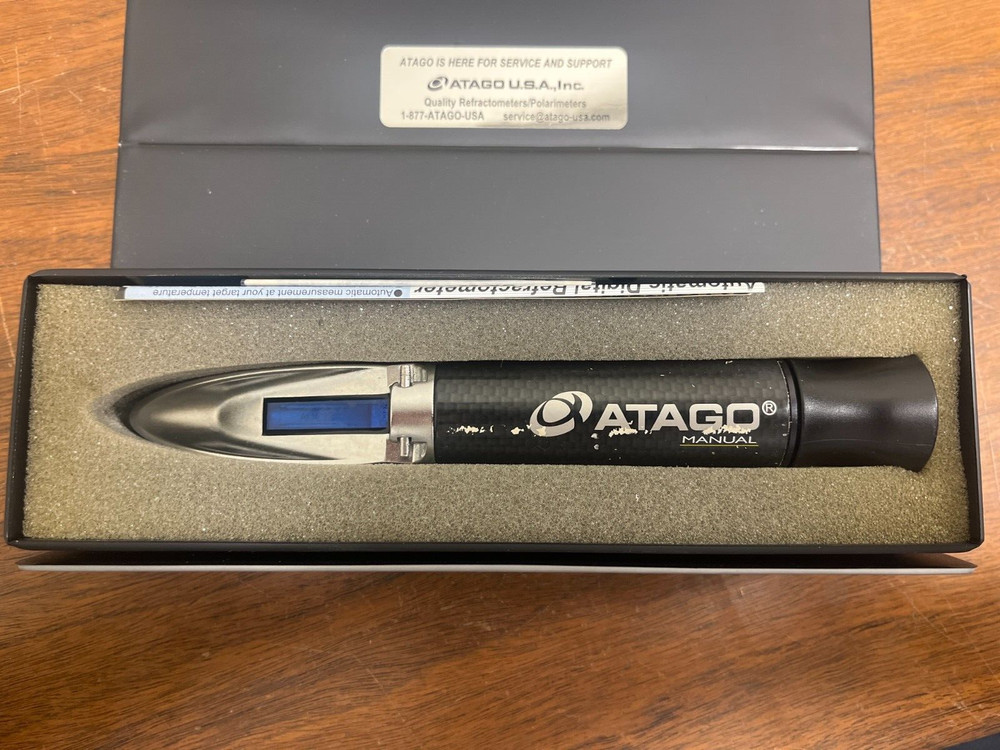 ATAGO IS HERE FOR SERVICE AND SUPPORT
ATAGO U.S.A., Inc.
Quality Refractometers/Polarimeters
1-877-ATAGO-USA service@atago-usa.com
Automatic Digital Refractometer
●Automatic measurement at your target temperature
ATAGO®
MANUAL